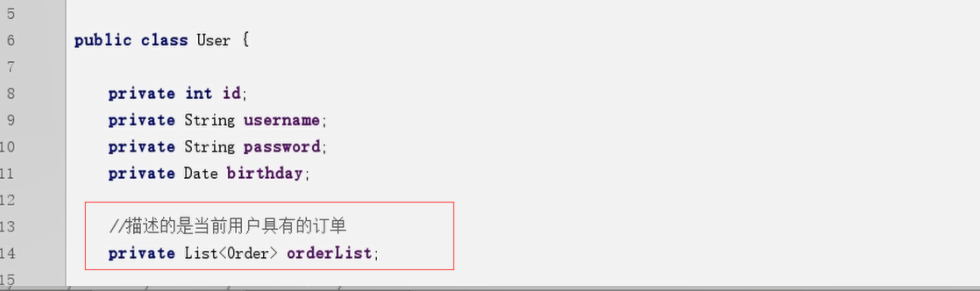 5
6 public class User {
7
8 private int id;
9 private String username;
10 private String password;
11 private Date birthday;
12
13 //描述的是当前用户具有的订单
14 private List<Order> orderList;
15